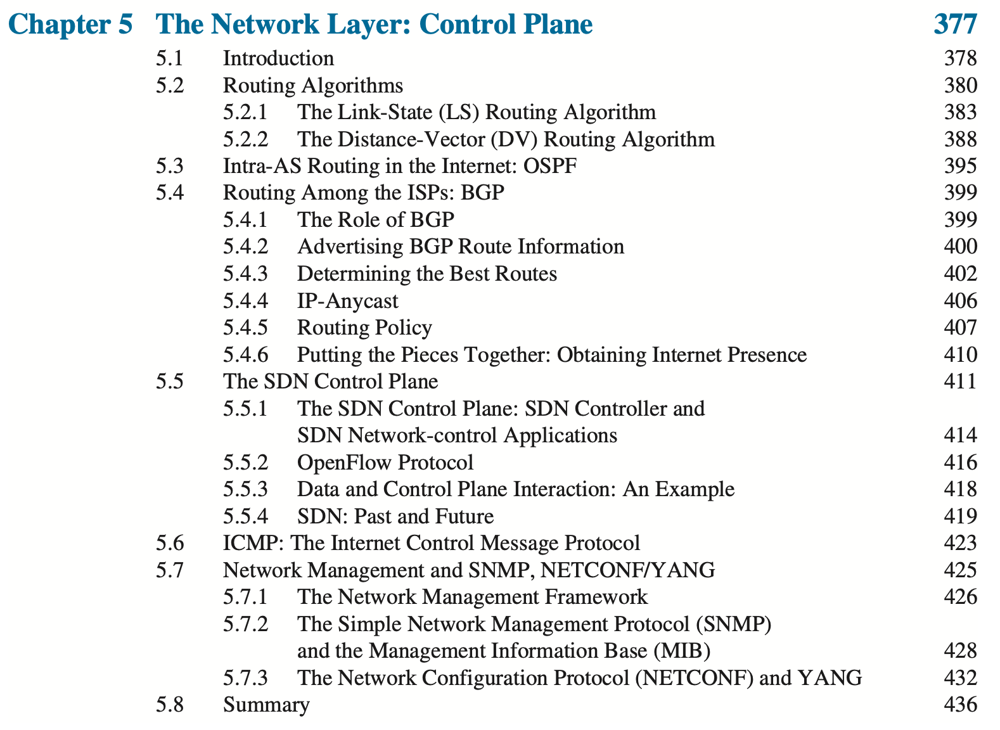 Chapter 5 The Network Layer: Control Plane 377
5.1 Introduction 378
5.2 Routing Algorithms 380
5.2.1 The Link-State (LS) Routing Algorithm 383
5.2.2 The Distance-Vector (DV) Routing Algorithm 388
5.3 Intra-AS Routing in the Internet: OSPF 395
5.4 Routing Among the ISPs: BGP 399
5.4.1 The Role of BGP 399
5.4.2 Advertising BGP Route Information 400
5.4.3 Determining the Best Routes 402
5.4.4 IP-Anycast 406
5.4.5 Routing Policy 407
5.4.6 Putting the Pieces Together: Obtaining Internet Presence 410
5.5 The SDN Control Plane 411
5.5.1 The SDN Control Plane: SDN Controller and
SDN Network-control Applications 414
5.5.2 OpenFlow Protocol 416
5.5.3 Data and Control Plane Interaction: An Example 418
5.5.4 SDN: Past and Future 419
5.6 ICMP: The Internet Control Message Protocol 423
5.7 Network Management and SNMP, NETCONF/YANG 425
5.7.1 The Network Management Framework 426
5.7.2 The Simple Network Management Protocol (SNMP)
and the Management Information Base (MIB) 428
5.7.3 The Network Configuration Protocol (NETCONF) and YANG 432
5.8 Summary 436